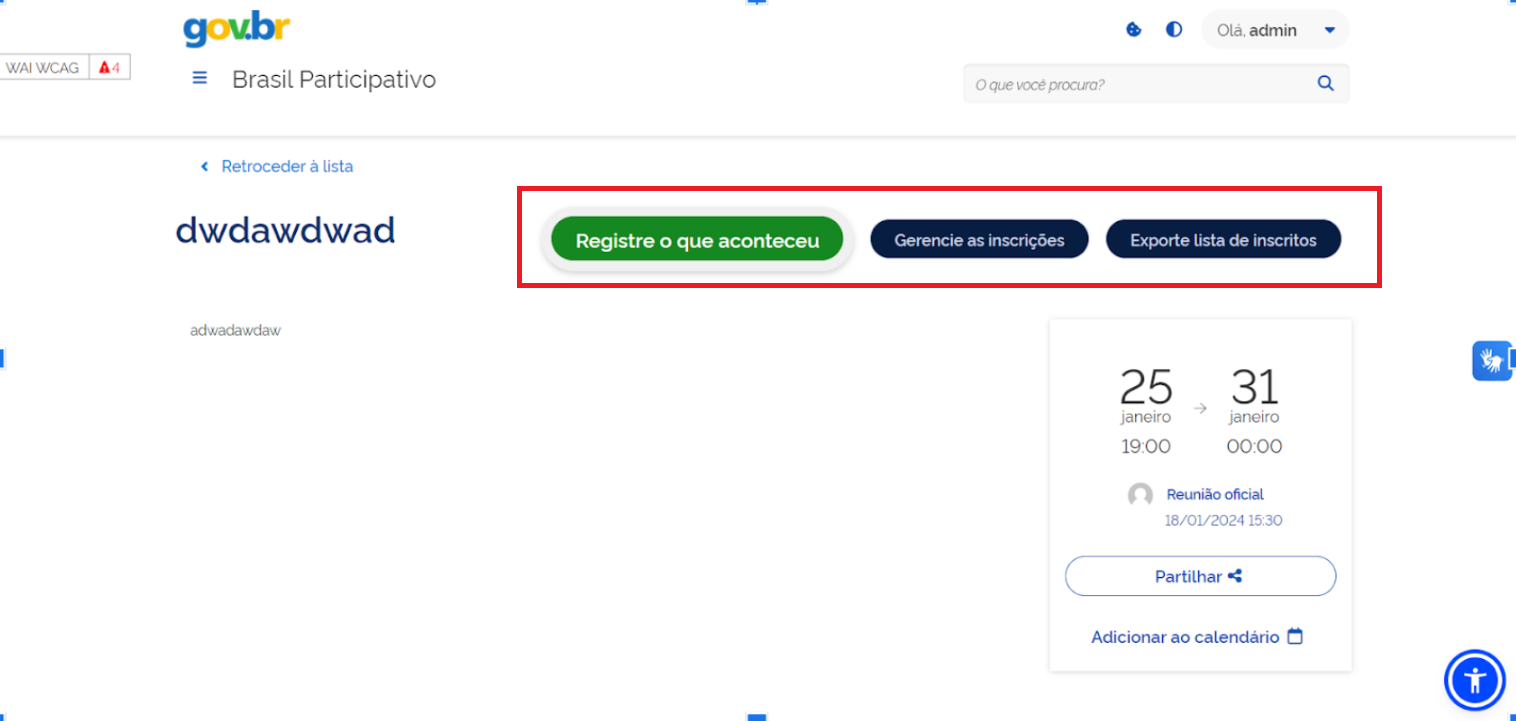 gov.br
Olá, admin
WAI WCAG 4
Brasil Participativo
O que você procura?
Retroceder à lista
dwdawdwad
Registre o que aconteceu
Gerencie as inscrições
Exporte lista de inscritos
adwadawdaw
25 31
janeiro janeiro
19:00 00:00
Reunião oficial
18/01/2024 15:30
Partilhar
Adicionar ao calendário